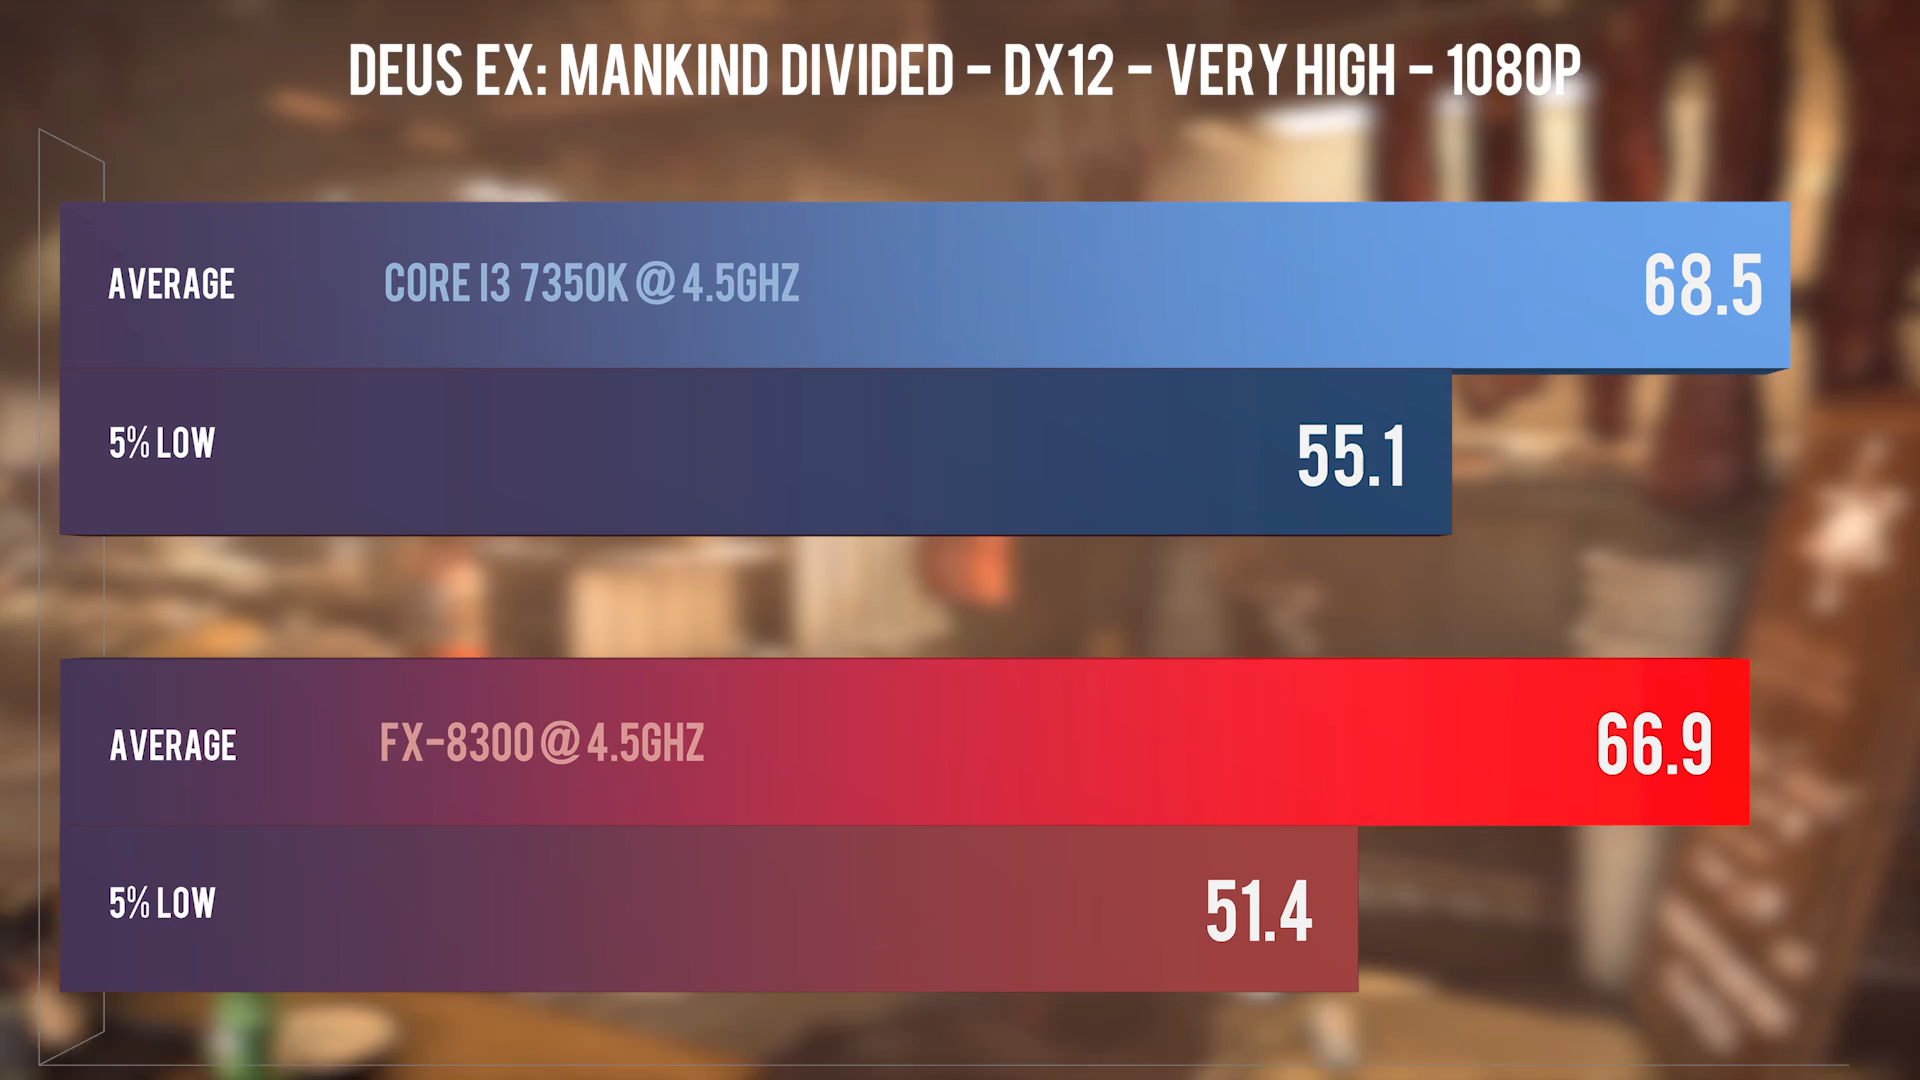 DEUS EX: MANKIND DIVIDED - DX12 - VERY HIGH - 1080P
AVERAGE CORE I3 7350K @ 4.5GHZ 68.5
5% LOW 55.1
AVERAGE FX-8300 @ 4.5GHZ 66.9
5% LOW 51.4